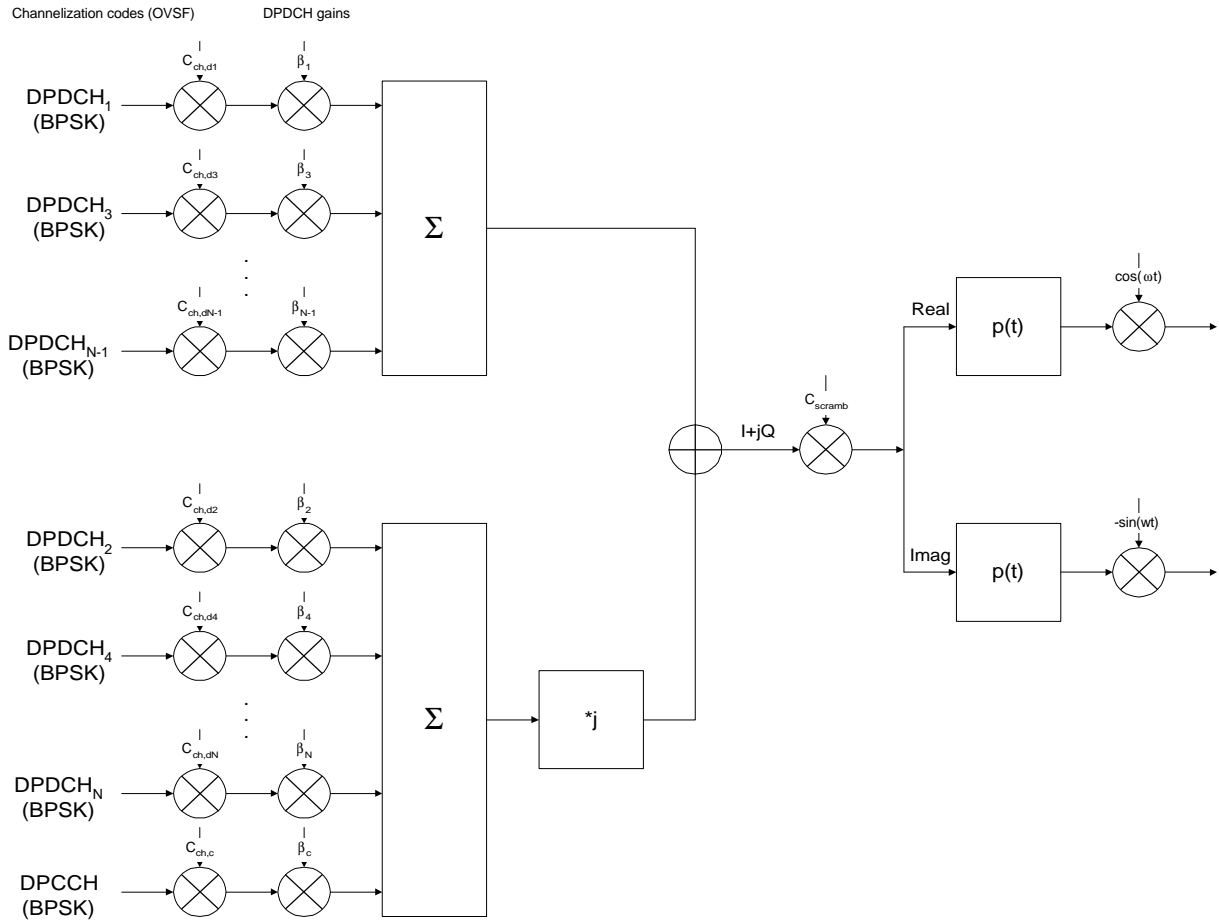 Channelization codes (OVSF) DPDCH gains
C_ch,d1 β_1
DPDCH_1
(BPSK)
C_ch,d3 β_3
DPDCH_3
(BPSK)
C_ch,dN-1 β_N-1
DPDCH_N-1
(BPSK)
Σ
cos(ωt)
Real
p(t)
C_scramb
I+jQ
C_ch,d2 β_2
DPDCH_2
(BPSK)
C_ch,d4 β_4
DPDCH_4
(BPSK)
C_ch,dN β_N
DPDCH_N
(BPSK)
C_ch,c β_c
DPCCH
(BPSK)
Σ
*j
-sin(wt)
Imag
p(t)